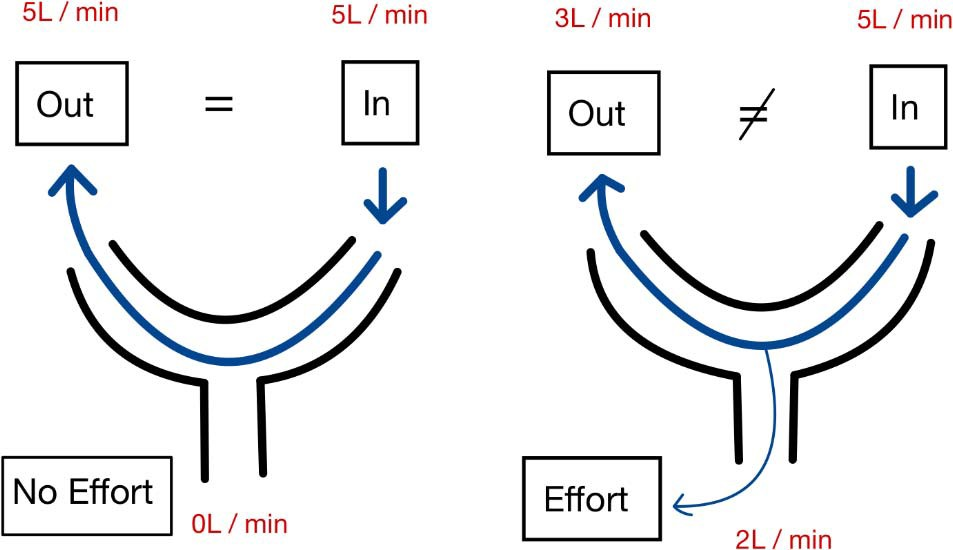 5L / min
5L / min
Out
=
In
No Effort
0L / min
3L / min
5L / min
Out
≠
In
Effort
2L / min